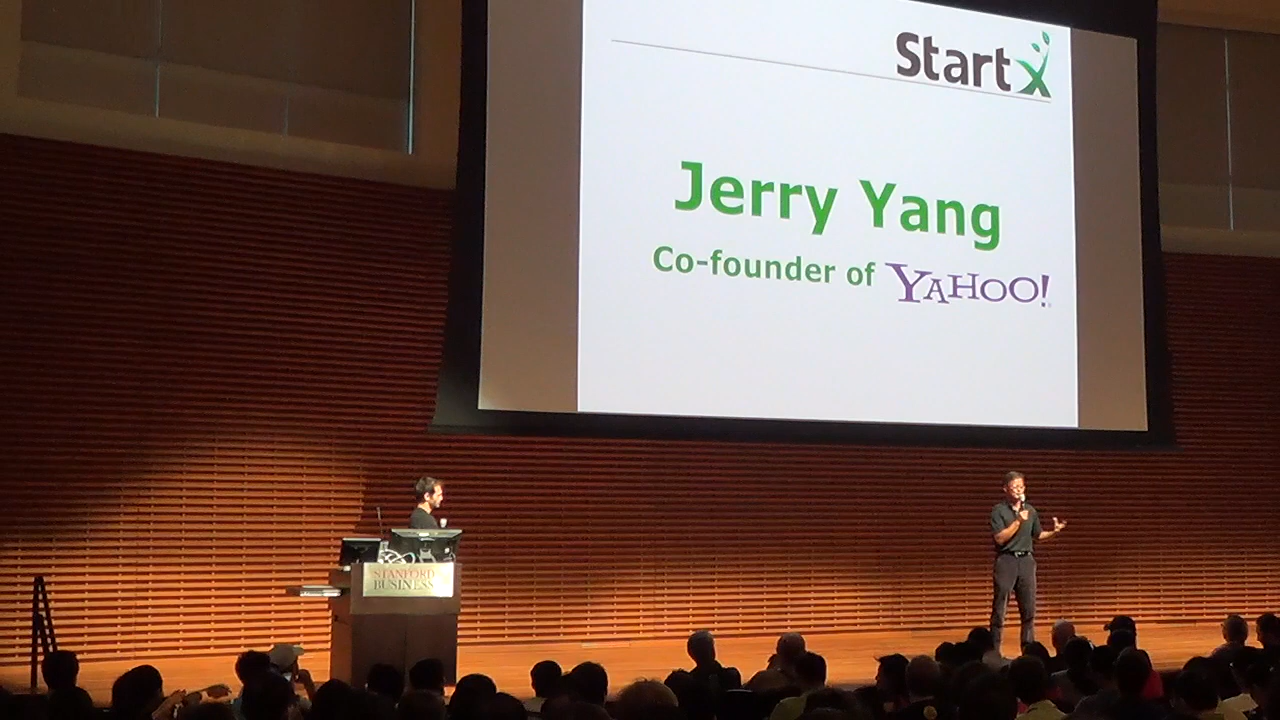 StartX
Jerry Yang
Co-founder of YAHOO!
STANFORD
BUSINESS